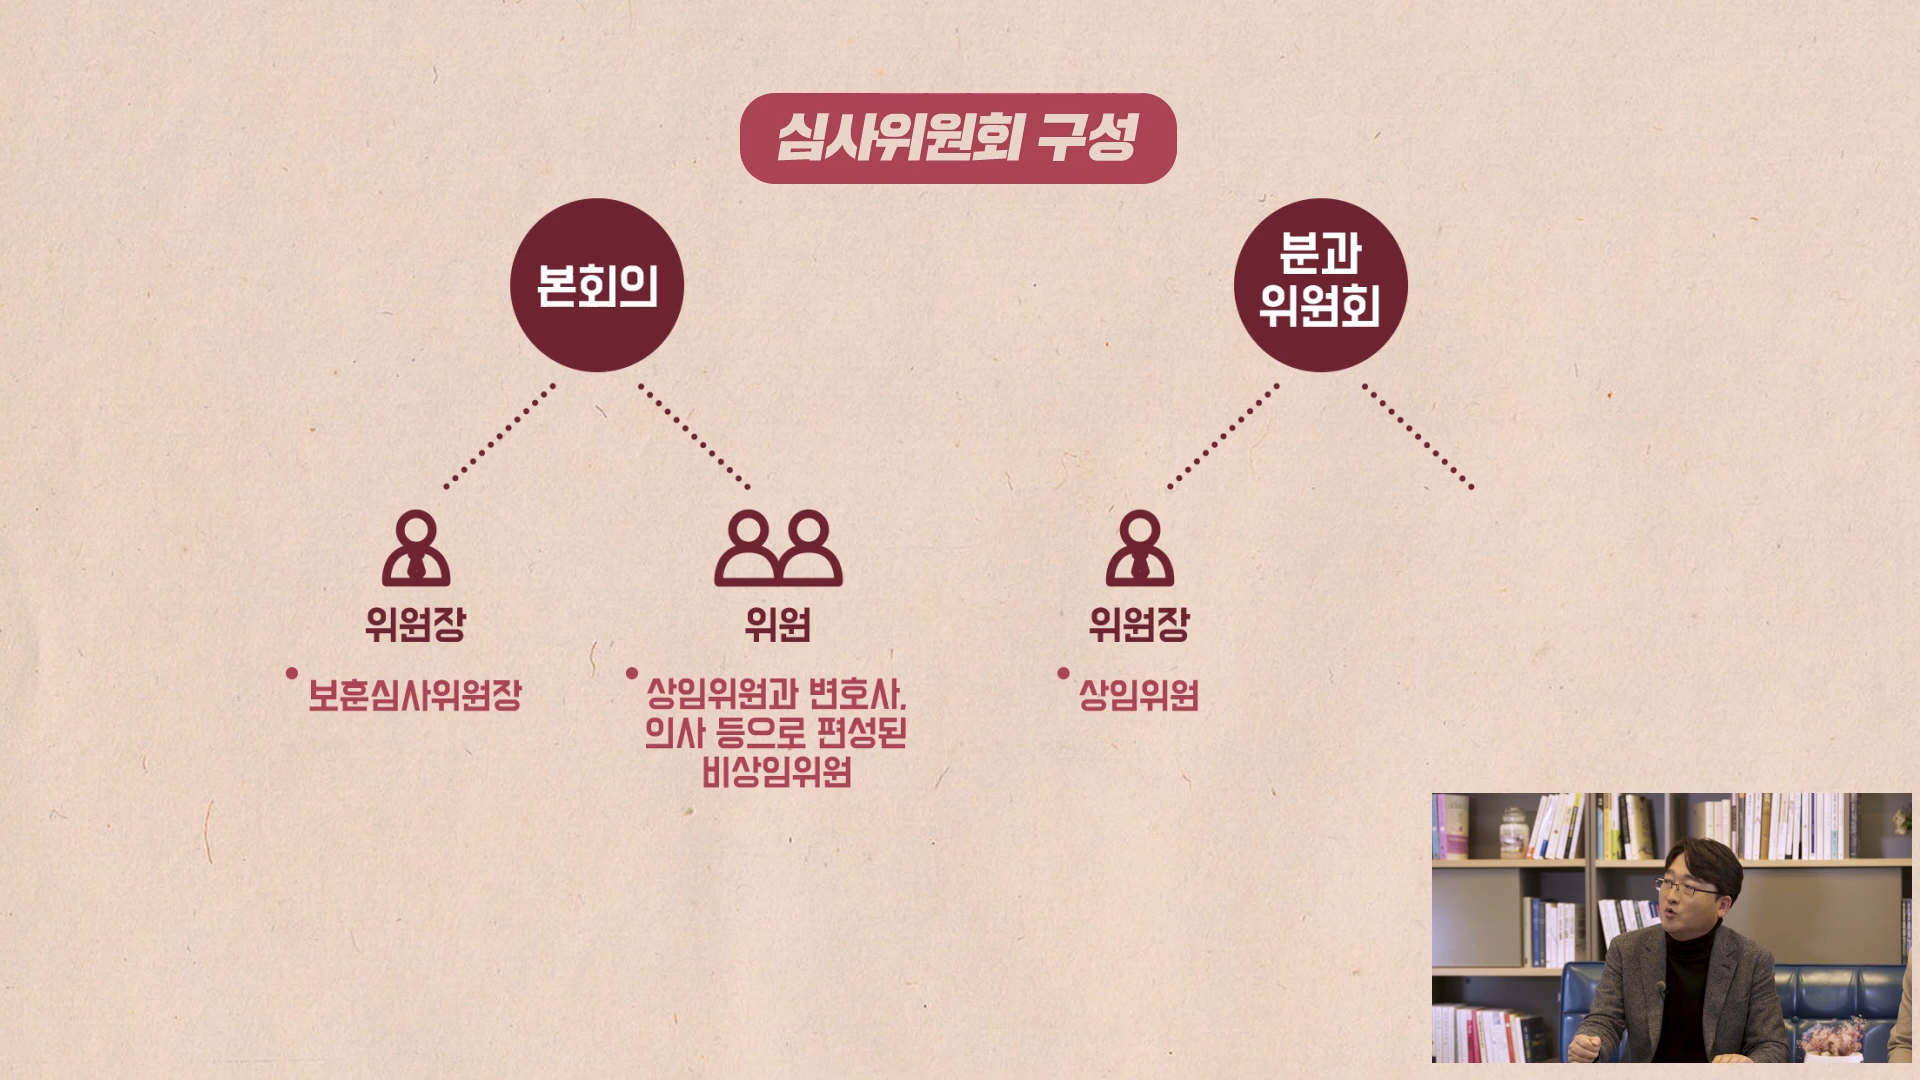 심사위원회 구성
본회의
분과
위원회
위원장
보훈심사위원장
위원
상임위원과 변호사,
의사 등으로 편성된
비상임위원
위원장
상임위원